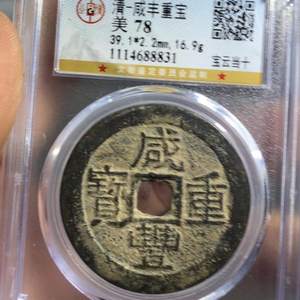 清-咸丰重宝
美 78
39.1*2.2mm,16.9g
1114688831
宝云当十
咸
寶 重
豐